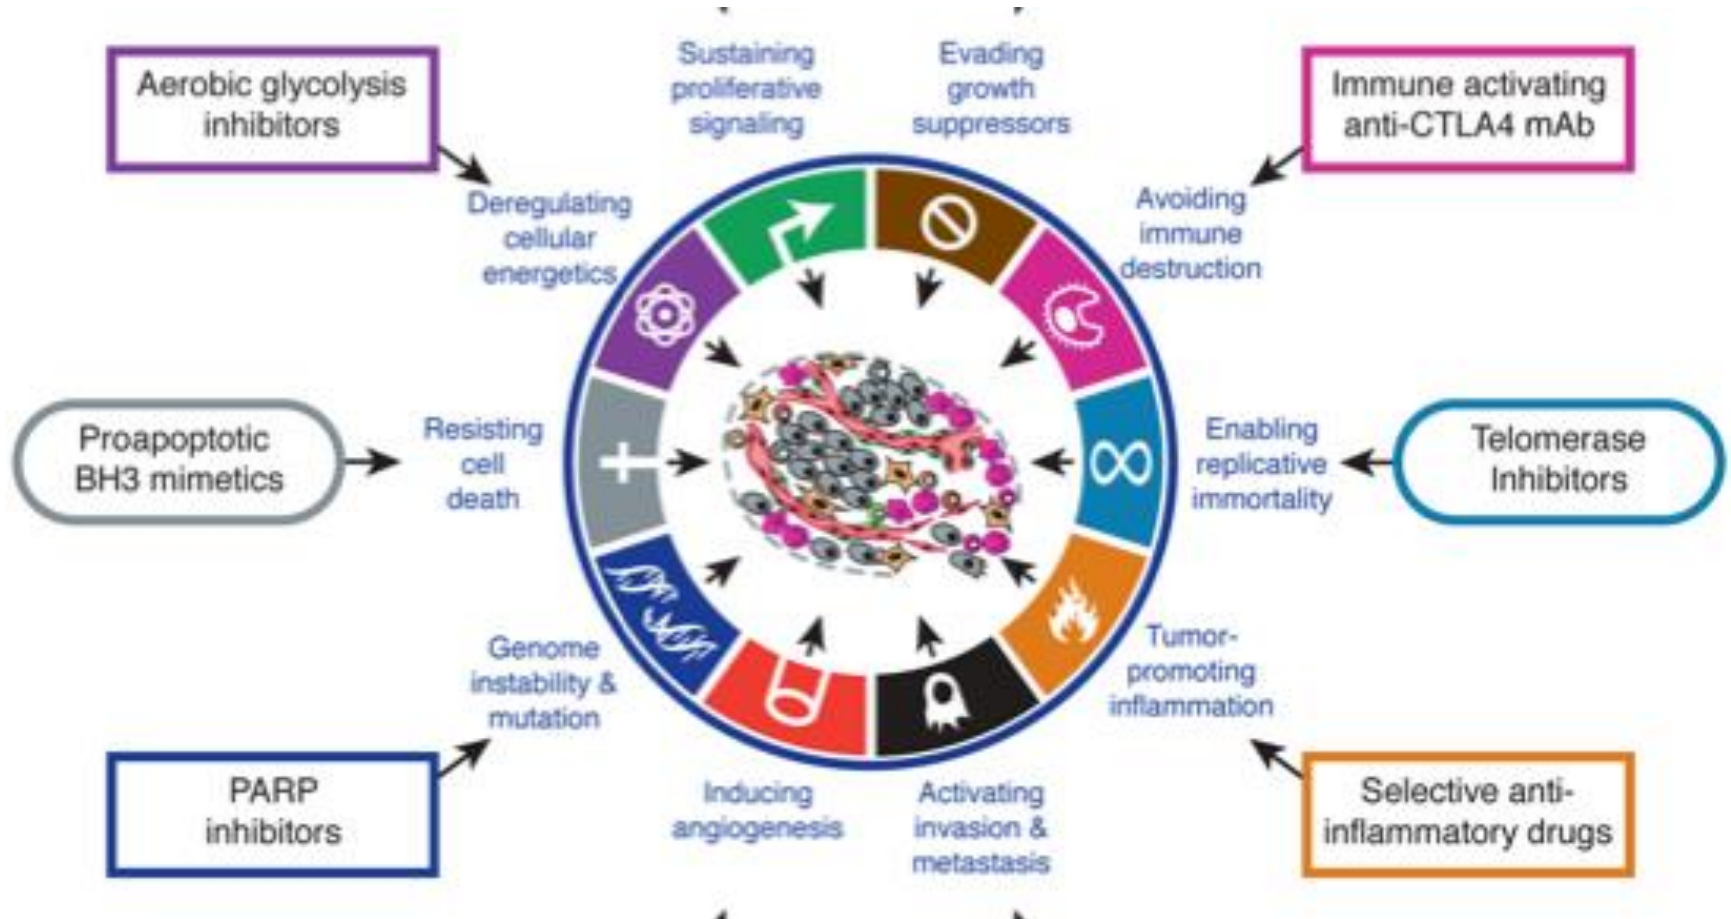 Sustaining
proliferative
signaling
Evading
growth
suppressors
Aerobic glycolysis
inhibitors
Immune activating
anti-CTLA4 mAb
Deregulating
cellular
energetics
Avoiding
immune
destruction
Proapoptotic
BH3 mimetics
Resisting
cell
death
Enabling
replicative
immortality
Telomerase
Inhibitors
Genome
instability &
mutation
Tumor-
promoting
inflammation
PARP
inhibitors
Inducing
angiogenesis
Activating
invasion &
metastasis
Selective anti-
inflammatory drugs